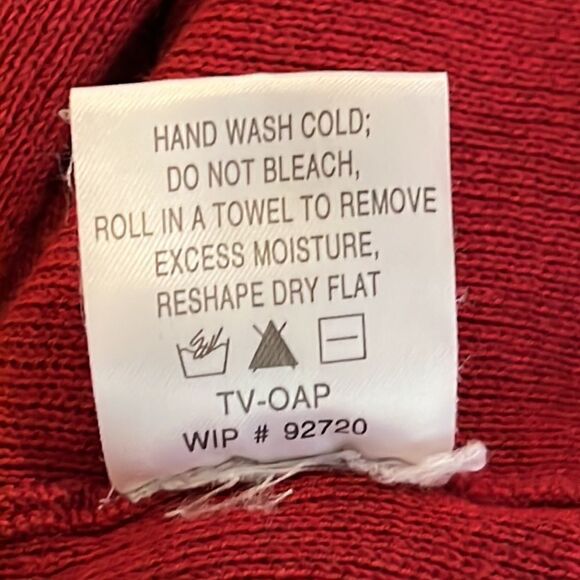 HAND WASH COLD;
DO NOT BLEACH,
ROLL IN A TOWEL TO REMOVE
EXCESS MOISTURE,
RESHAPE DRY FLAT
TV-OAP
WIP # 92720